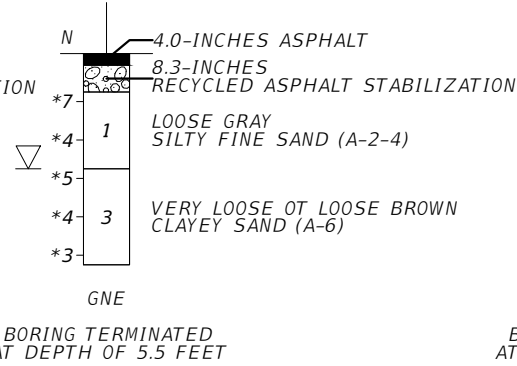 N
4.0-INCHES ASPHALT
8.3-INCHES
RECYCLED ASPHALT STABILIZATION
*7
1
LOOSE GRAY
SILTY FINE SAND (A-2-4)
*4
*5
*4
3
VERY LOOSE OT LOOSE BROWN
CLAYEY SAND (A-6)
*3
GNE
BORING TERMINATED
AT DEPTH OF 5.5 FEET